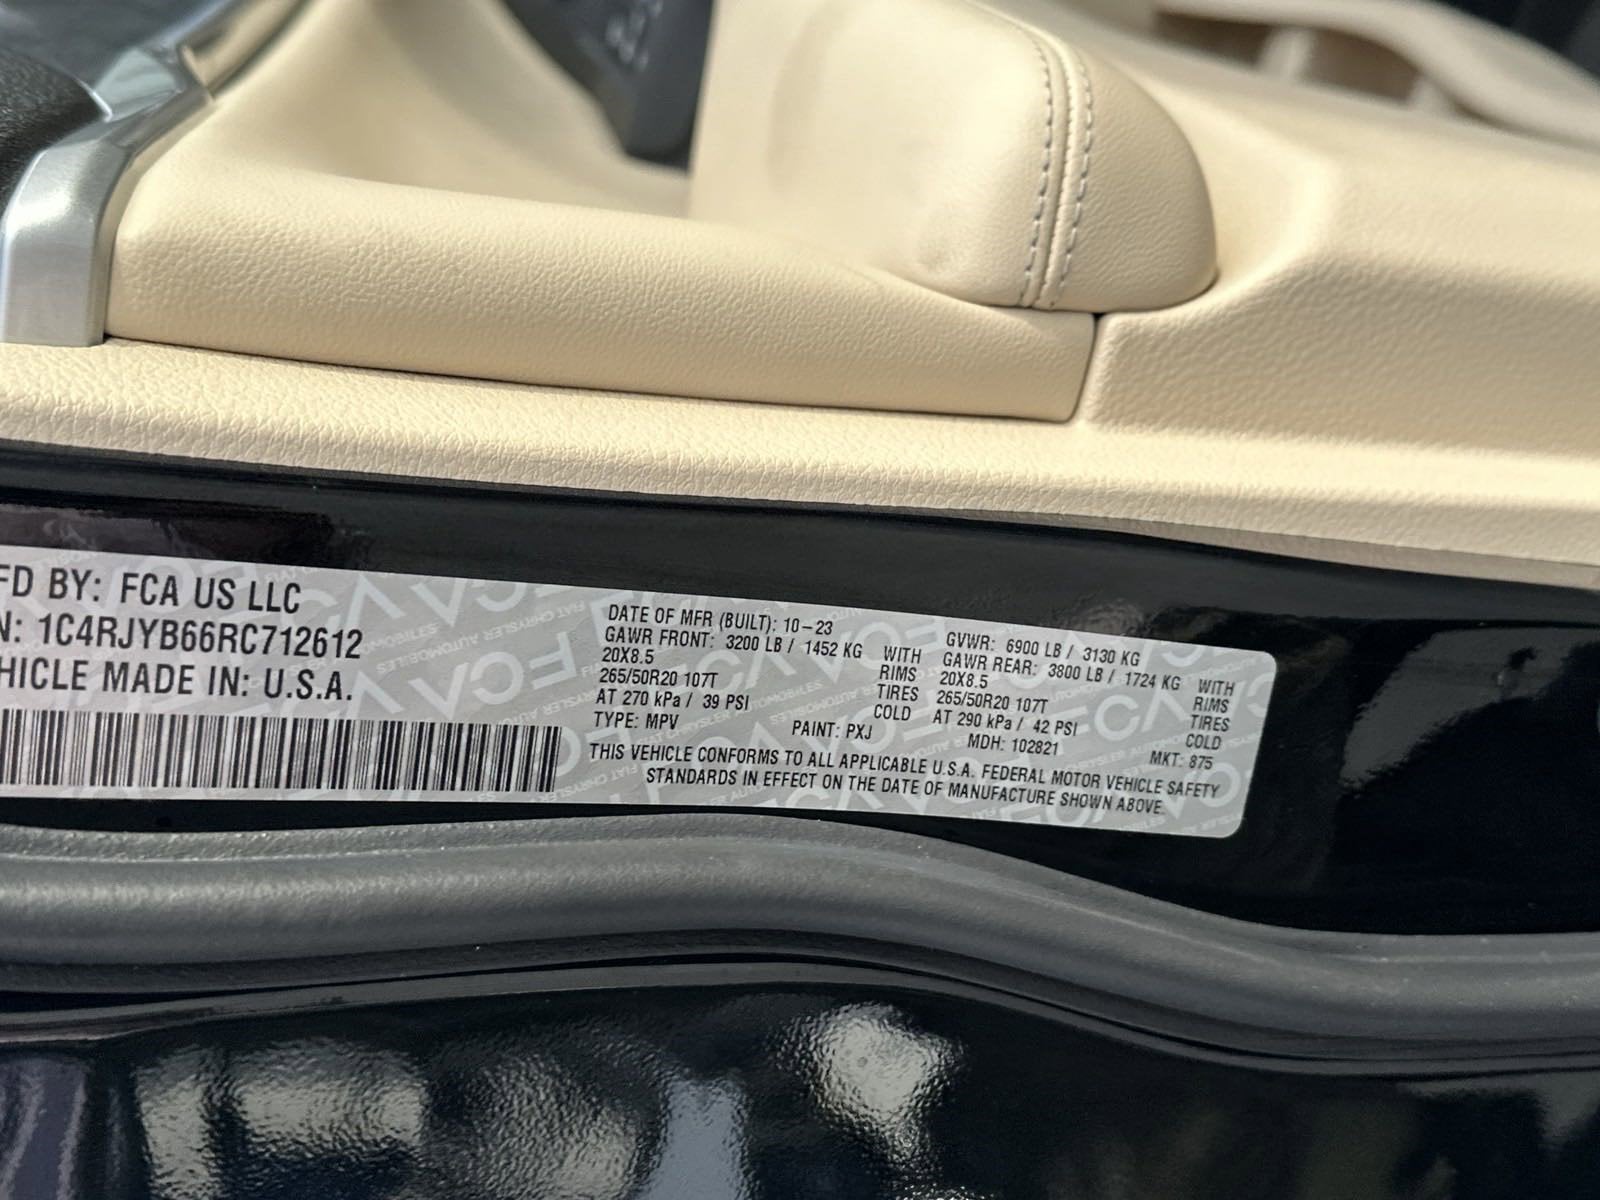 FD BY: FCA US LLC
N: 1C4RJYB66RC712612
HICLE MADE IN: U.S.A.
DATE OF MFR (BUILT): 10-23
GAWR FRONT: 3200 LB / 1452 KG WITH
20X8.5 RIMS
265/50R20 107T TIRES
AT 270 kPa / 39 PSI COLD
TYPE: MPV PAINT: PXJ
GVWR: 6900 LB / 3130 KG
GAWR REAR: 3800 LB / 1724 KG WITH
20X8.5 RIMS
265/50R20 107T TIRES
AT 290 kPa / 42 PSI COLD
MDH: 102821 MKT: 875
THIS VEHICLE CONFORMS TO ALL APPLICABLE U.S.A. FEDERAL MOTOR VEHICLE SAFETY
STANDARDS IN EFFECT ON THE DATE OF MANUFACTURE SHOWN ABOVE.